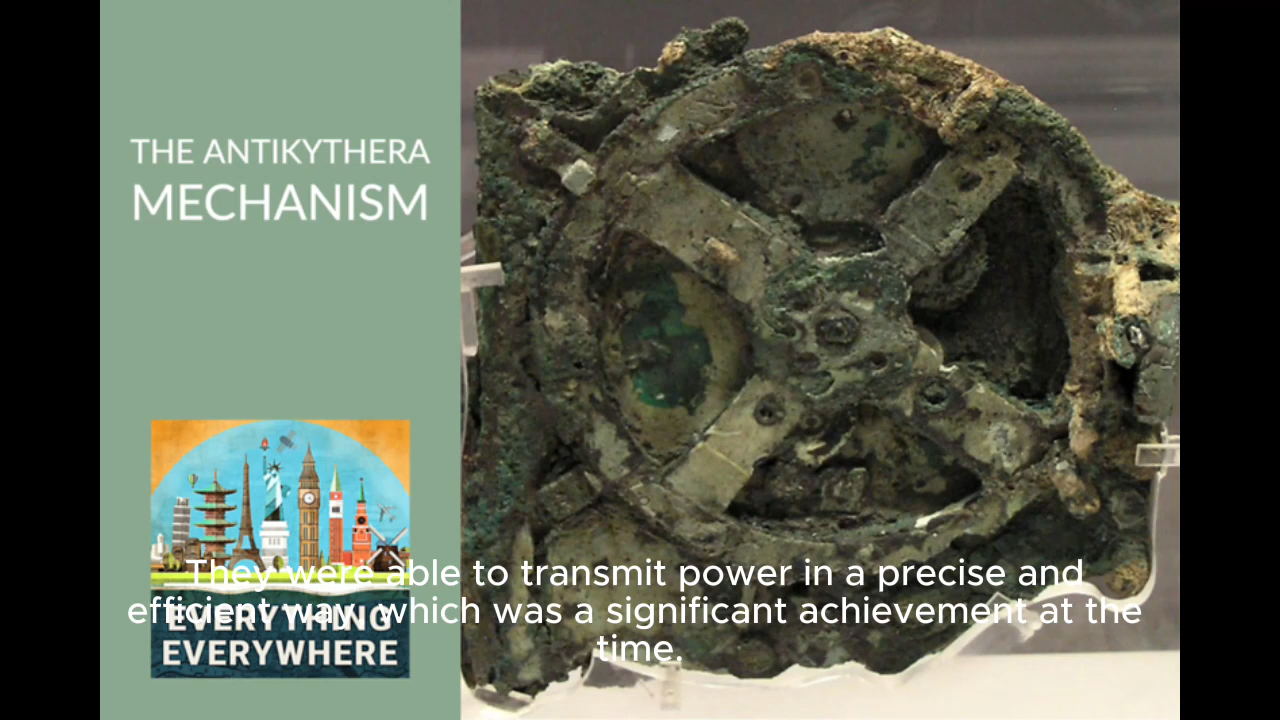 THE ANTIKYTHERA
MECHANISM
They were able to transmit power in a precise and
efficient way, which was a significant achievement at the
time.
EVERYTHING
EVERYWHERE